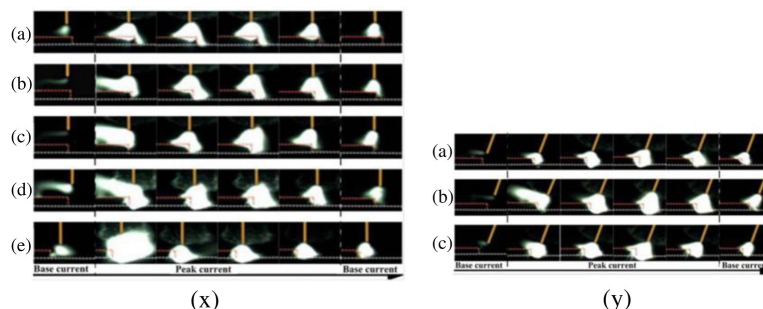 (a)
(b)
(c)
(d)
(e)
Base current Peak current Base current
(x)
(a)
(b)
(c)
Base current Peak current Base current
(y)